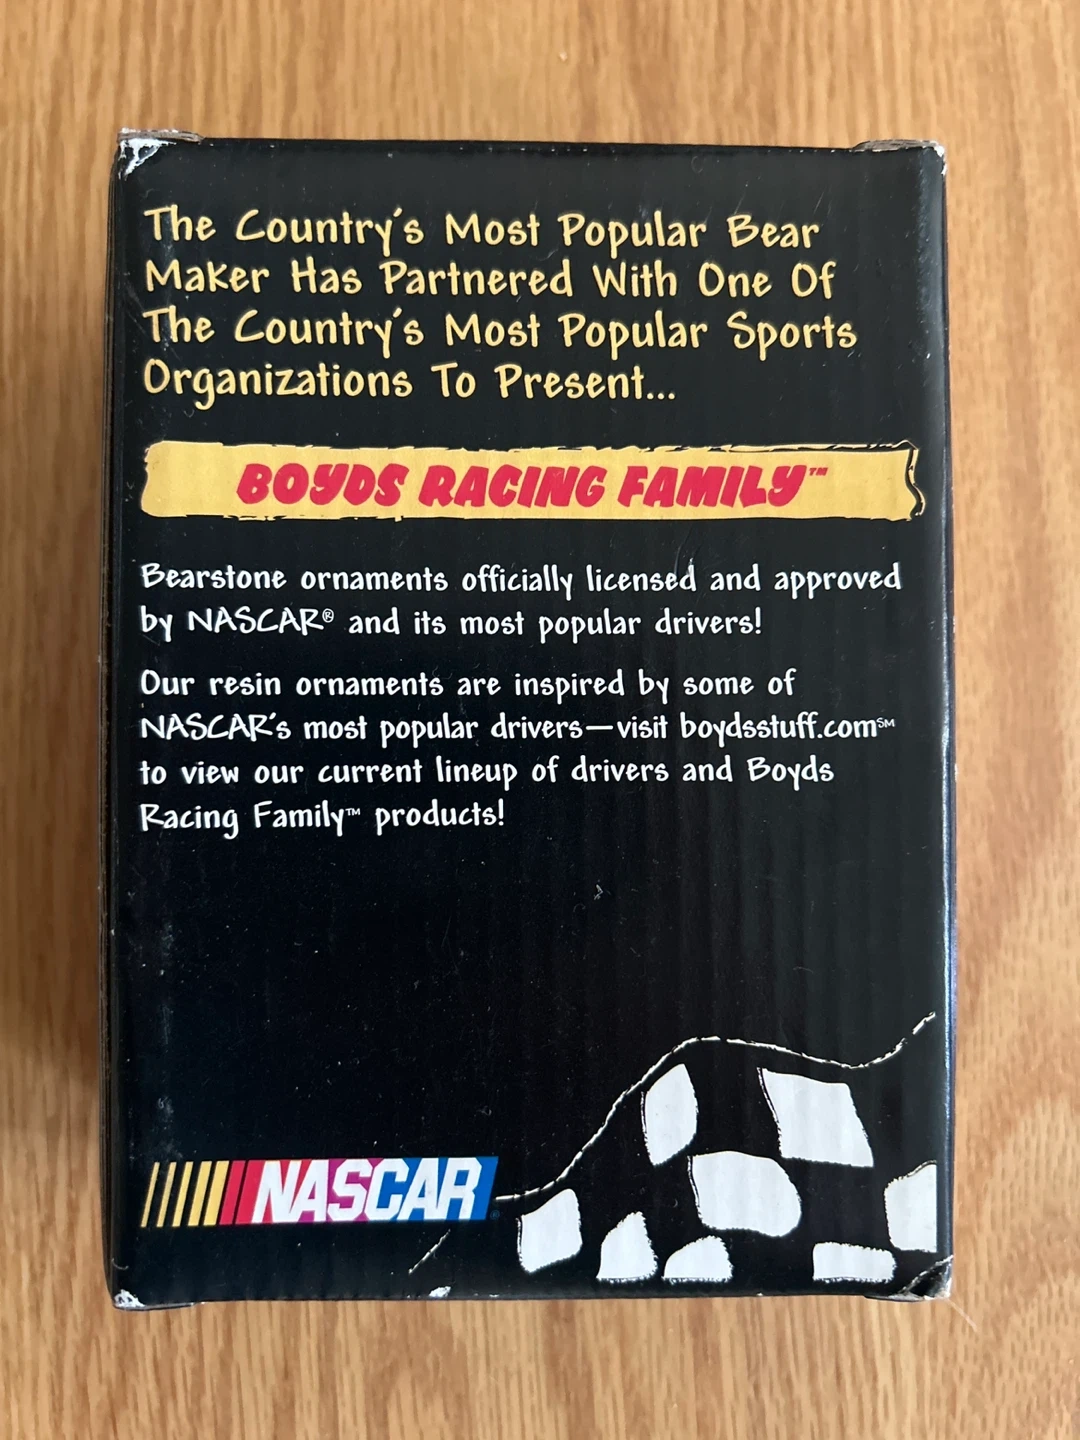 The Country's Most Popular Bear
Maker Has Partnered With One Of
The Country's Most Popular Sports
Organizations To Present...
BOYDS RACING FAMILY™
Bearstone ornaments officially licensed and approved
by NASCAR® and its most popular drivers!
Our resin ornaments are inspired by some of
NASCAR's most popular drivers—visit boydsstuff.com℠
to view our current lineup of drivers and Boyds
Racing Family™ products!
NASCAR